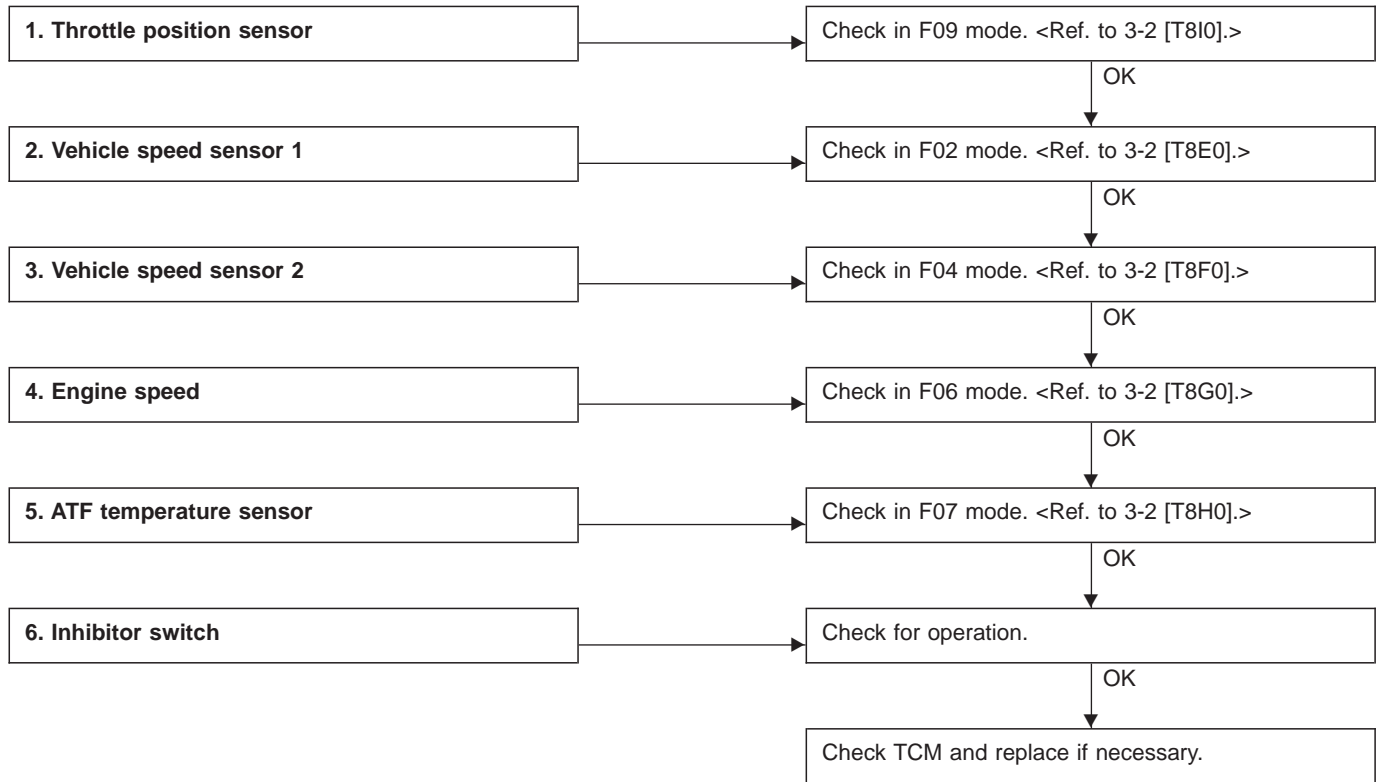 1. Throttle position sensor
Check in F09 mode. <Ref. to 3-2 [T8I0].>
OK
2. Vehicle speed sensor 1
Check in F02 mode. <Ref. to 3-2 [T8E0].>
OK
3. Vehicle speed sensor 2
Check in F04 mode. <Ref. to 3-2 [T8F0].>
OK
4. Engine speed
Check in F06 mode. <Ref. to 3-2 [T8G0].>
OK
5. ATF temperature sensor
Check in F07 mode. <Ref. to 3-2 [T8H0].>
OK
6. Inhibitor switch
Check for operation.
OK
Check TCM and replace if necessary.